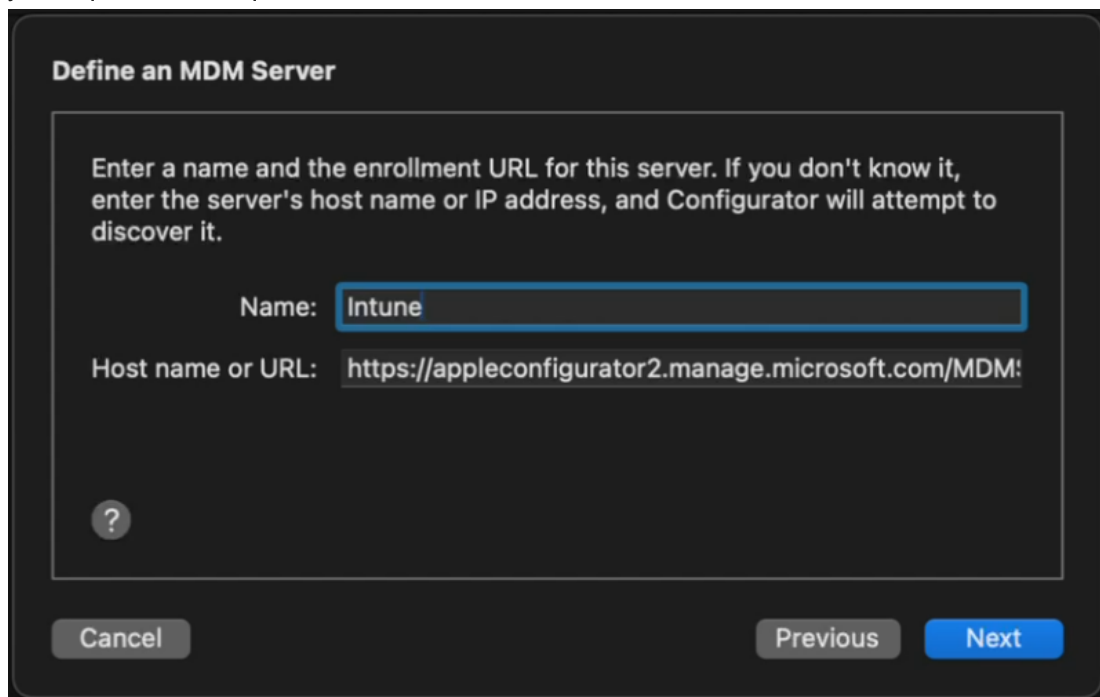 Define an MDM Server
Enter a name and the enrollment URL for this server. If you don't know it,
enter the server's host name or IP address, and Configurator will attempt to
discover it.
Name: Intune
Host name or URL: https://appleconfigurator2.manage.microsoft.com/MDM
?
Cancel Previous Next